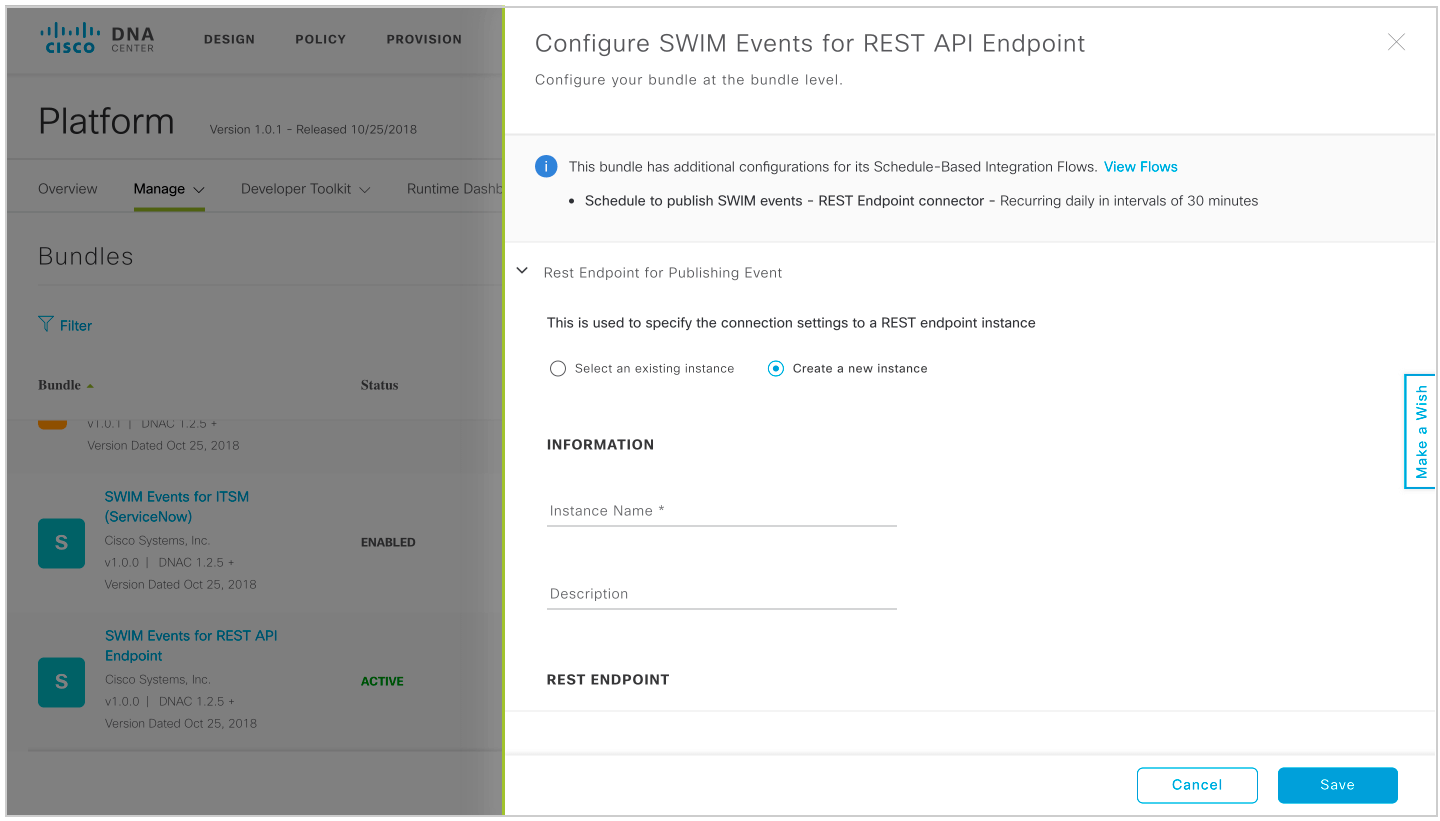 CISCO
DNA
CENTER
DESIGN
POLICY
PROVISION
Platform
Version 1.0.1 - Released 10/25/2018
Overview
Manage
Developer Toolkit
Runtime Dashb
Bundles
Filter
Bundle
Status
v1.0.1 | DNAC 1.2.5 +
Version Dated Oct 25, 2018
S
SWIM Events for ITSM
(ServiceNow)
Cisco Systems, Inc.
v1.0.0 | DNAC 1.2.5 +
Version Dated Oct 25, 2018
ENABLED
S
SWIM Events for REST API
Endpoint
Cisco Systems, Inc.
v1.0.0 | DNAC 1.2.5 +
Version Dated Oct 25, 2018
ACTIVE
Configure SWIM Events for REST API Endpoint
Configure your bundle at the bundle level.
i
This bundle has additional configurations for its Schedule-Based Integration Flows. View Flows
• Schedule to publish SWIM events - REST Endpoint connector - Recurring daily in intervals of 30 minutes
Rest Endpoint for Publishing Event
This is used to specify the connection settings to a REST endpoint instance
Select an existing instance
Create a new instance
INFORMATION
Instance Name *
Description
REST ENDPOINT
Make a Wish
Cancel
Save